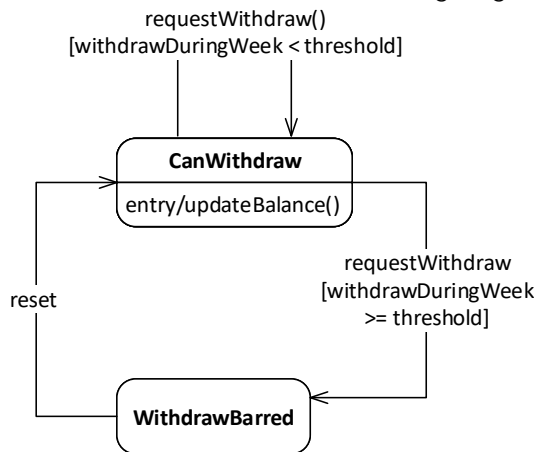 requestWithdraw()
[withdrawDuringWeek < threshold]
CanWithdraw
entry/updateBalance()
requestWithdraw
[withdrawDuringWeek
>= threshold]
reset
WithdrawBarred